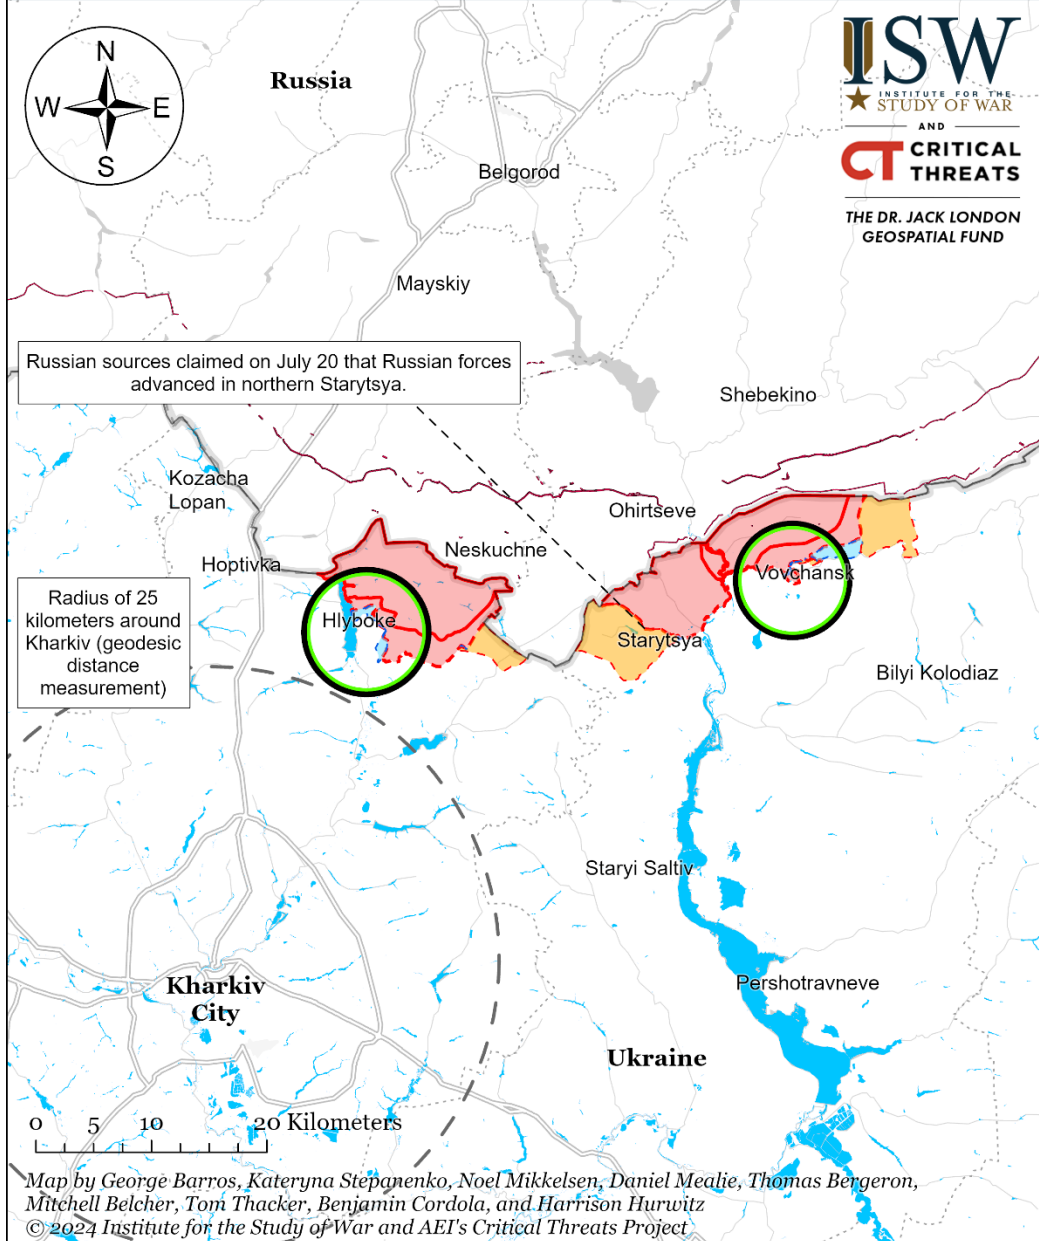 N
W E
S
Russia
ISW
INSTITUTE FOR THE
STUDY OF WAR
AND
CT CRITICAL
THREATS
THE DR. JACK LONDON
GEOSPATIAL FUND
Belgorod
Mayskiy
Russian sources claimed on July 20 that Russian forces
advanced in northern Starytsya.
Shebekino
Kozacha
Lopan
Ohirtseve
Neskuchne
Hoptivka
Vovchansk
Radius of 25
kilometers around
Kharkiv (geodesic
distance
measurement)
Hlyboke
Starytsya
Bilyi Kolodiaz
Staryi Saltiv
Pershotravneve
Kharkiv
City
Ukraine
0 5 10 20 Kilometers
Map by George Barros, Kateryna Stepanenko, Noel Mikkelsen, Daniel Mealie, Thomas Bergeron,
Mitchell Belcher, Tom Thacker, Benjamin Cordola, and Harrison Hurwitz
© 2024 Institute for the Study of War and AEI's Critical Threats Project